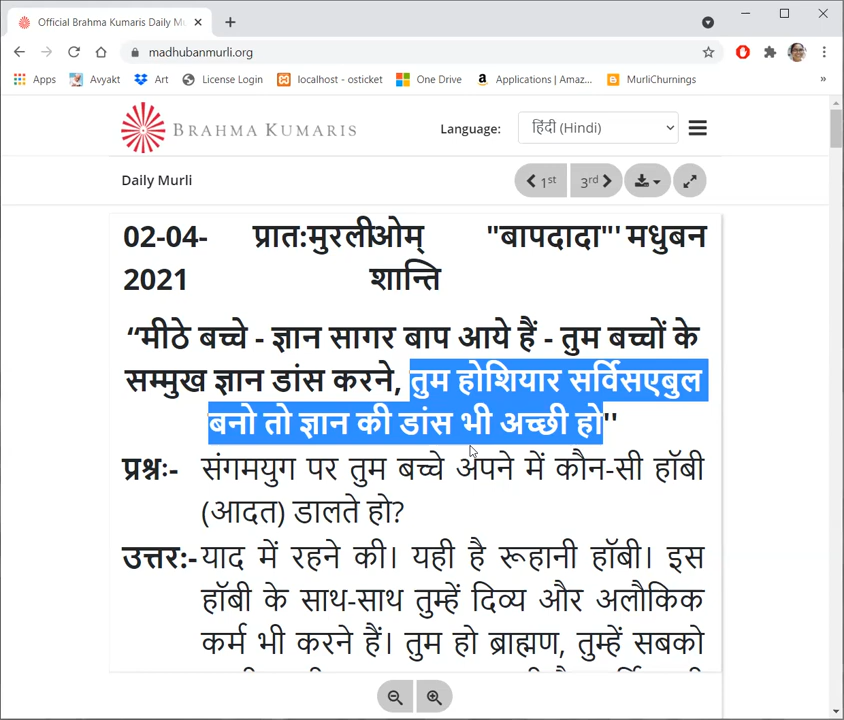 Official Brahma Kumaris Daily Mu
madhubanmurli.org
Apps Avyakt Art License Login localhost - osticket One Drive Applications | Amaz... MurliChurnings »
BRAHMA KUMARIS Language: हिंदी (Hindi)
Daily Murli 1st 3rd
02-04- प्रात:मुरलीओम् "बापदादा"' मधुबन
2021 शान्ति
“मीठे बच्चे - ज्ञान सागर बाप आये हैं - तुम बच्चों के
सम्मुख ज्ञान डांस करने, तुम होशियार सर्विसएबुल
बनो तो ज्ञान की डांस भी अच्छी हो''
प्रश्नः- संगमयुग पर तुम बच्चे अपने में कौन-सी हॉबी
(आदत) डालते हो?
उत्तरः- याद में रहने की। यही है रूहानी हॉबी। इस
हॉबी के साथ-साथ तुम्हें दिव्य और अलौकिक
कर्म भी करने हैं। तुम हो ब्राह्मण, तुम्हें सबको